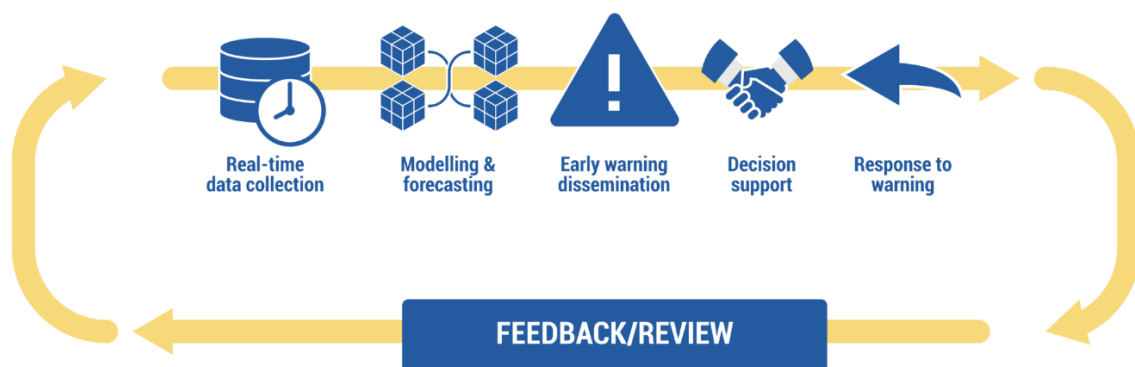 Real-time
data collection
Modelling &
forecasting
Early warning
dissemination
Decision
support
Response to
warning
FEEDBACK/REVIEW